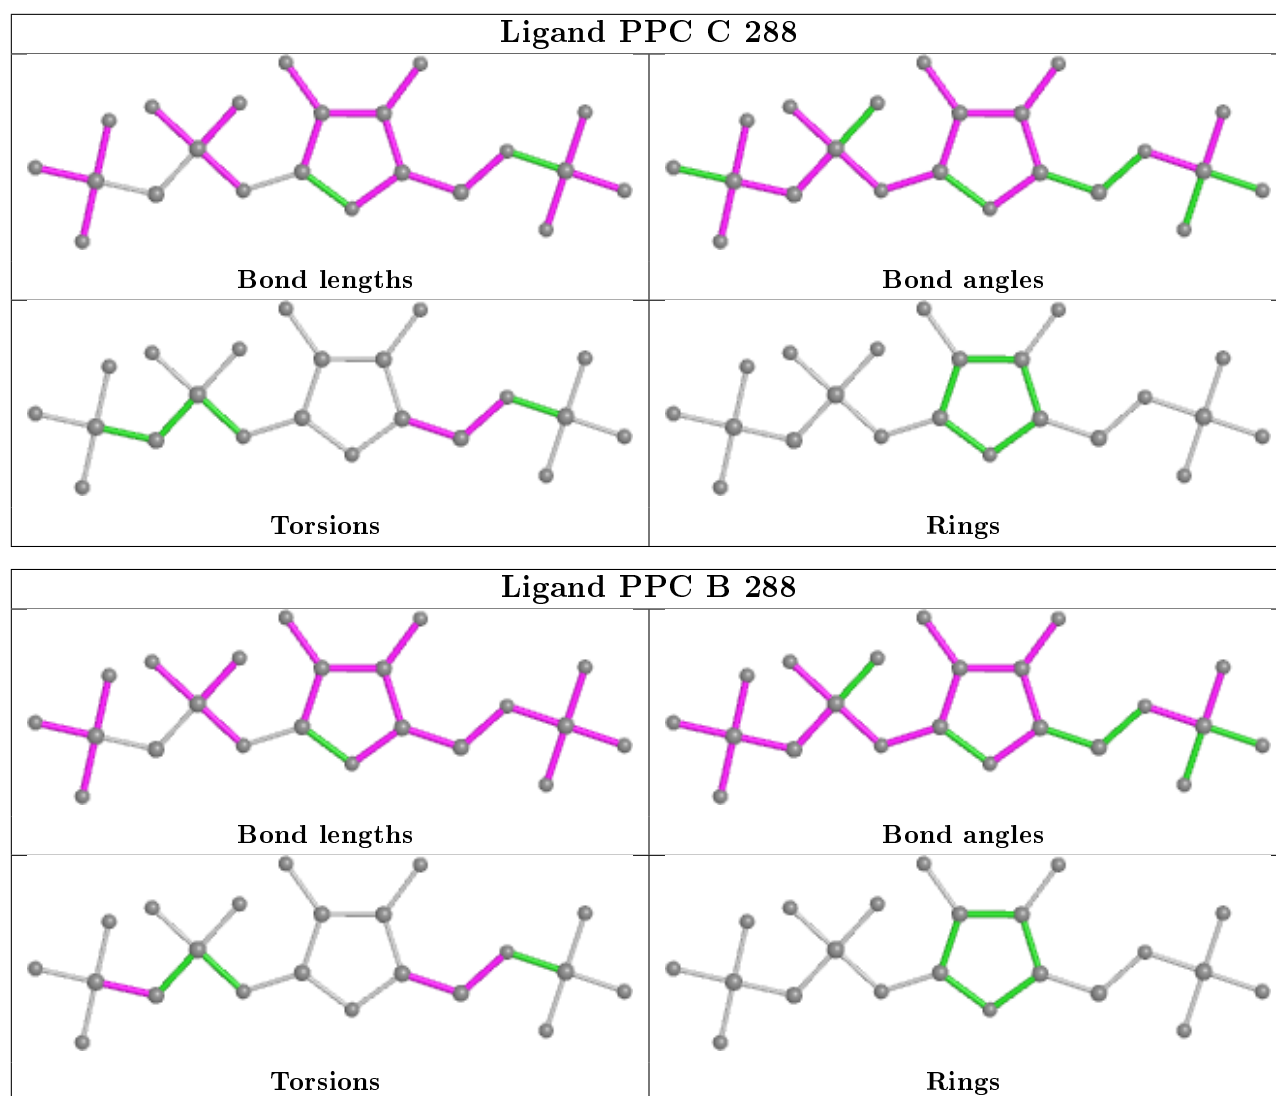 Ligand PPC C 288
Bond lengths
Bond angles
Torsions
Rings
Ligand PPC B 288
Bond lengths
Bond angles
Torsions
Rings